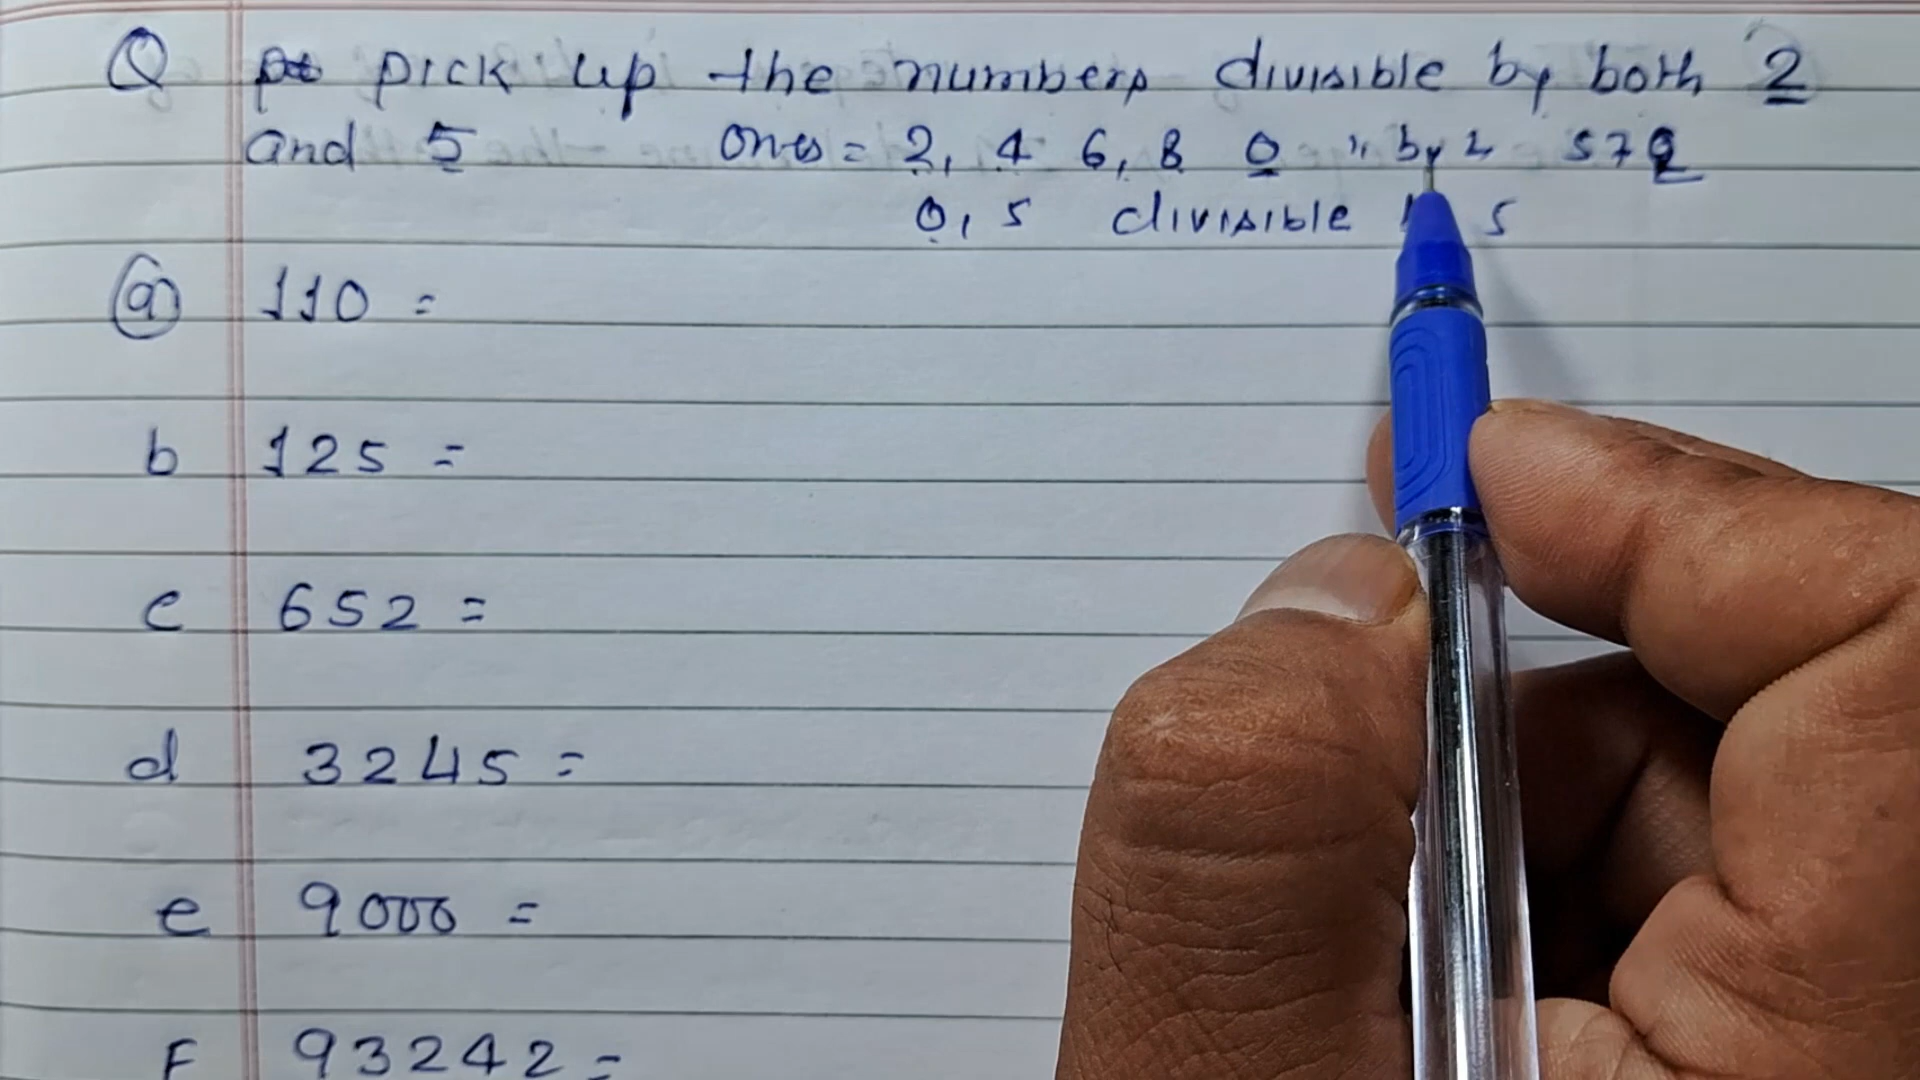 Q pick up the numbers divisible by both 2
and 5 ones = 2, 4 6, 8 0 " by 2 572
0, 5 divisible 5
a 110 =
b 125 =
c 652 =
d 3245 =
e 9000 =
F 93242 =